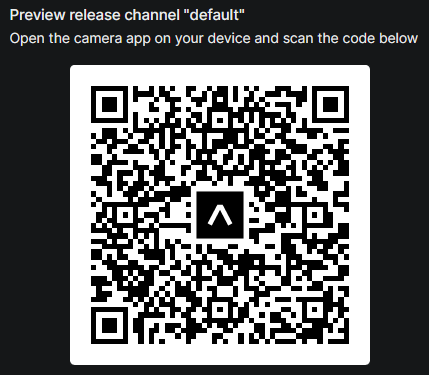 Preview release channel "default"
Open the camera app on your device and scan the code below